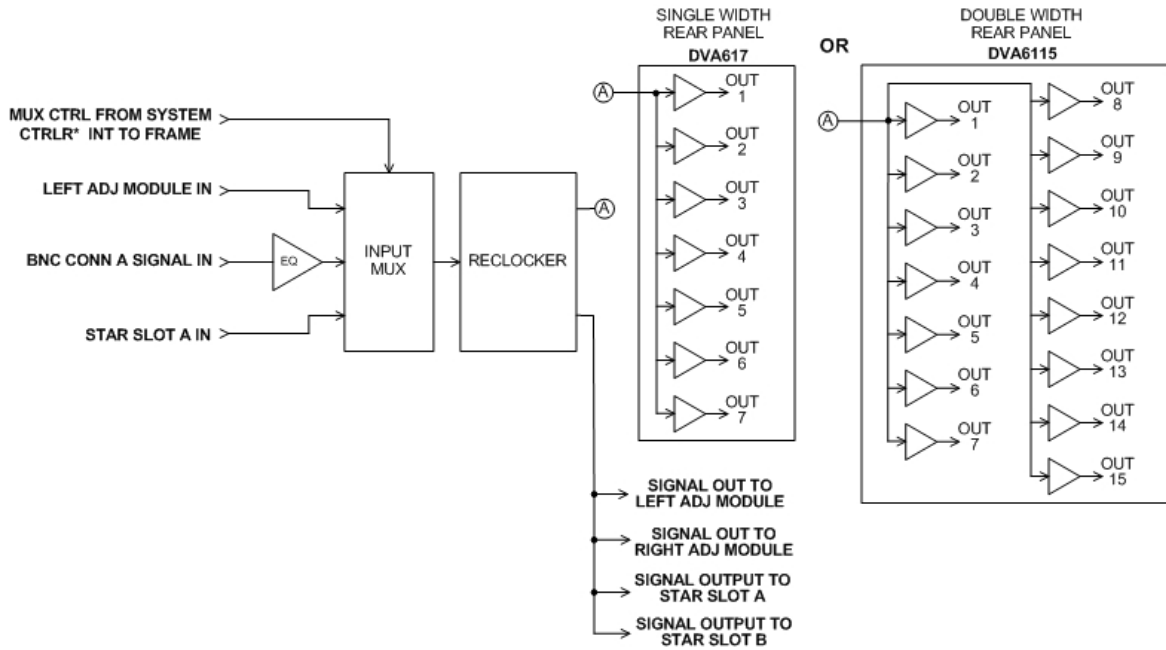 SINGLE WIDTH
REAR PANEL
DVA617
OR
DOUBLE WIDTH
REAR PANEL
DVA6115
MUX CTRL FROM SYSTEM
CTRLR* INT TO FRAME
LEFT ADJ MODULE IN
BNC CONN A SIGNAL IN
STAR SLOT A IN
EQ
INPUT
MUX
RECLOCKER
A
A
OUT
1
OUT
2
OUT
3
OUT
4
OUT
5
OUT
6
OUT
7
A
OUT
1
OUT
2
OUT
3
OUT
4
OUT
5
OUT
6
OUT
7
OUT
8
OUT
9
OUT
10
OUT
11
OUT
12
OUT
13
OUT
14
OUT
15
SIGNAL OUT TO
LEFT ADJ MODULE
SIGNAL OUT TO
RIGHT ADJ MODULE
SIGNAL OUTPUT TO
STAR SLOT A
SIGNAL OUTPUT TO
STAR SLOT B